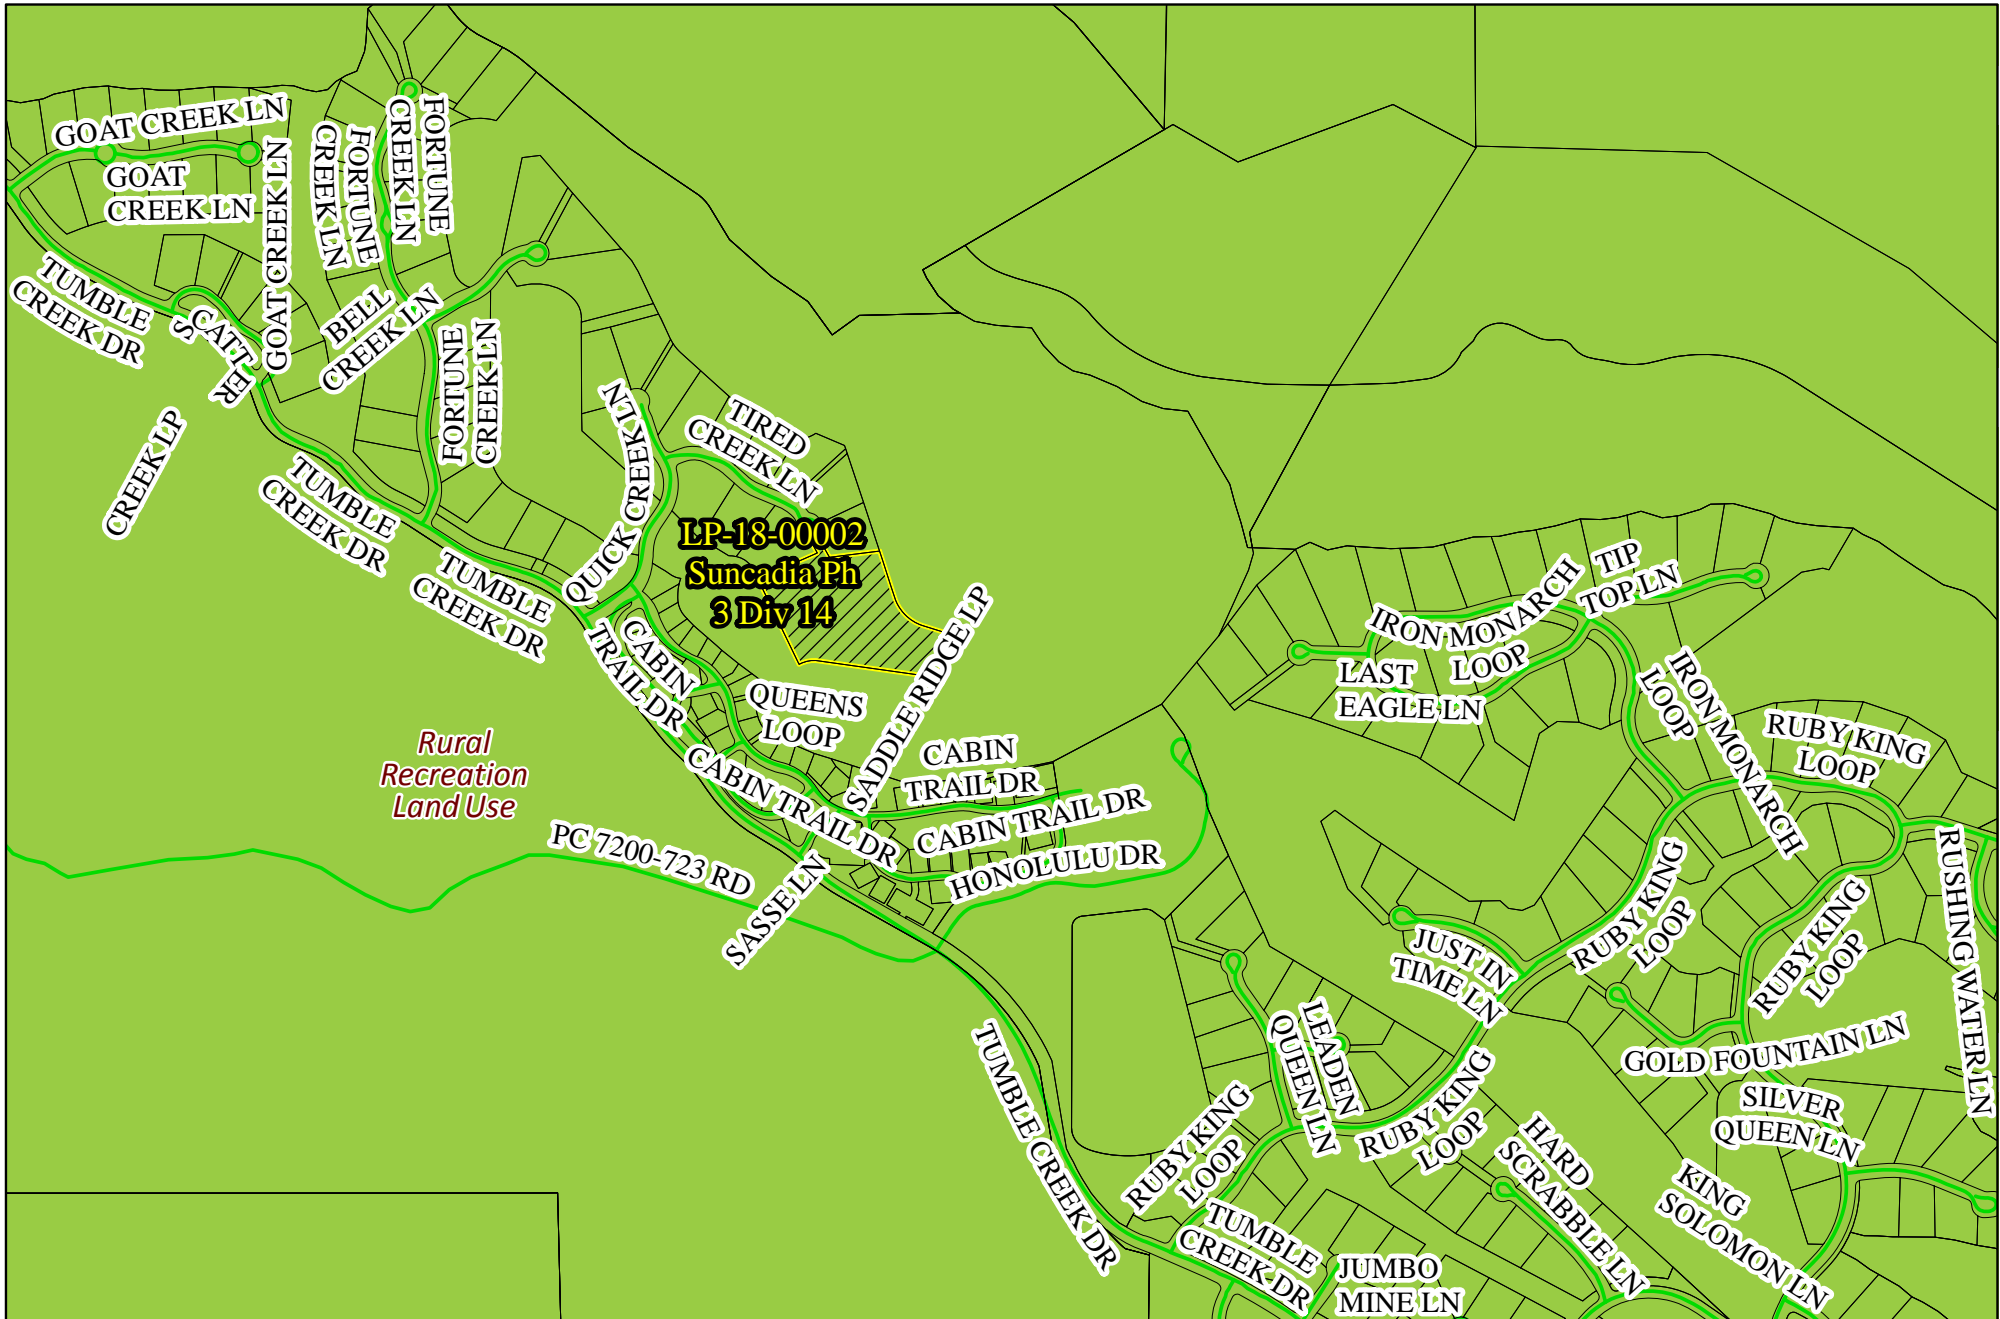 GOAT CREEK LN
GOAT
CREEK LN
GOAT CREEK LN
FORTUNE
CREEK LN
FORTUNE
CREEK LN
TUMBLE
CREEK DR
S
CATT
ER
CREEK LP
BELL
CREEK LN
FORTUNE
CREEK LN
TUMBLE
CREEK DR
TUMBLE
CREEK DR
QUICK CREEK LN
TIRED
CREEK LN
LP-18-00002
Suncadia Ph
3 Div 14
CABIN
TRAIL DR
QUEENS
LOOP
SADDLE RIDGE LP
CABIN
TRAIL DR
CABIN TRAIL DR
CABIN TRAIL DR
HONOLULU DR
Rural
Recreation
Land Use
PC 7200-723 RD
SASSE LN
TUMBLE CREEK DR
TIP
TOP LN
IRON MONARCH
LOOP
LAST
EAGLE LN
IRON MONARCH
LOOP
RUBY KING
LOOP
RUBY KING
LOOP
RUBY KING
LOOP
RUSHING WATER LN
JUST IN
TIME LN
GOLD FOUNTAIN LN
LEADEN
QUEEN LN
RUBY KING
LOOP
RUBY KING
LOOP
SILVER
QUEEN LN
HARD
SCRABBLE LN
KING
SOLOMON LN
TUMBLE
CREEK DR
JUMBO
MINE LN